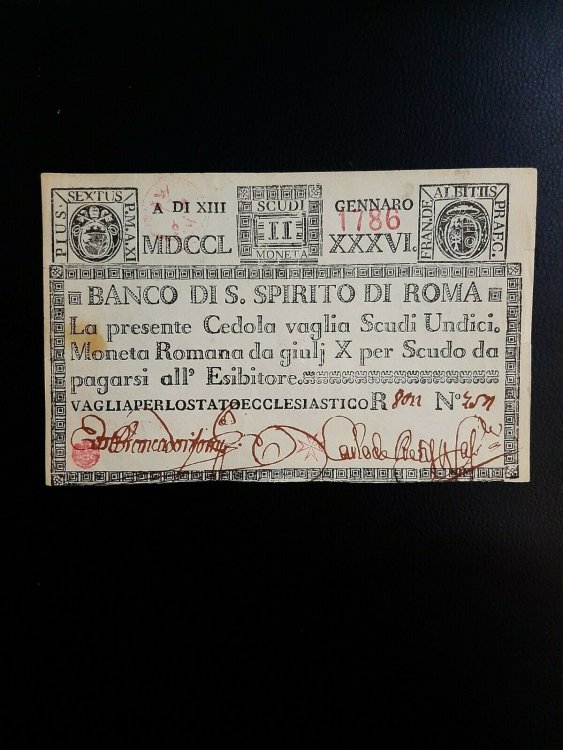 PIUS SEXTUS P.M.A.XI
A DI XIII
MDCCL
SCUDI
II
MONETA
GENNARO
1786
XXXVI.
FRAN.DE ALBITIIS PRÆFC.
BANCO DI S. SPIRITO DI ROMA
La presente Cedola vaglia Scudi Undici.
Moneta Romana da giulj X per Scudo da
pagarsi all' Esibitore.
VAGLIAPERLOSTATOECCLESIASTICO R N°